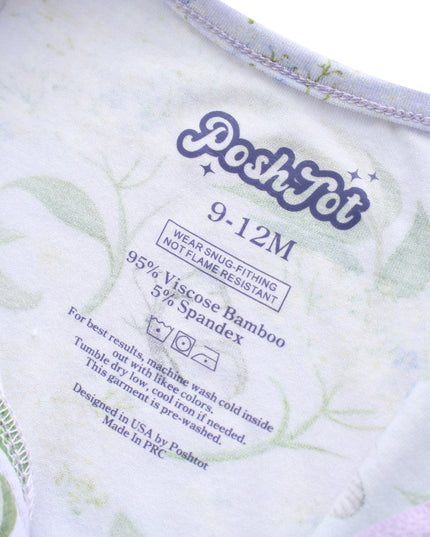 PoshTot
9-12M
WEAR SNUG-FITHING
NOT FLAME RESISTANT
95% Viscose Bamboo
5% Spandex
For best results, machine wash cold inside
out with likee colors.
Tumble dry low, cool iron if needed.
This garment is pre-washed.
Designed in USA by Poshtot
Made In PRC